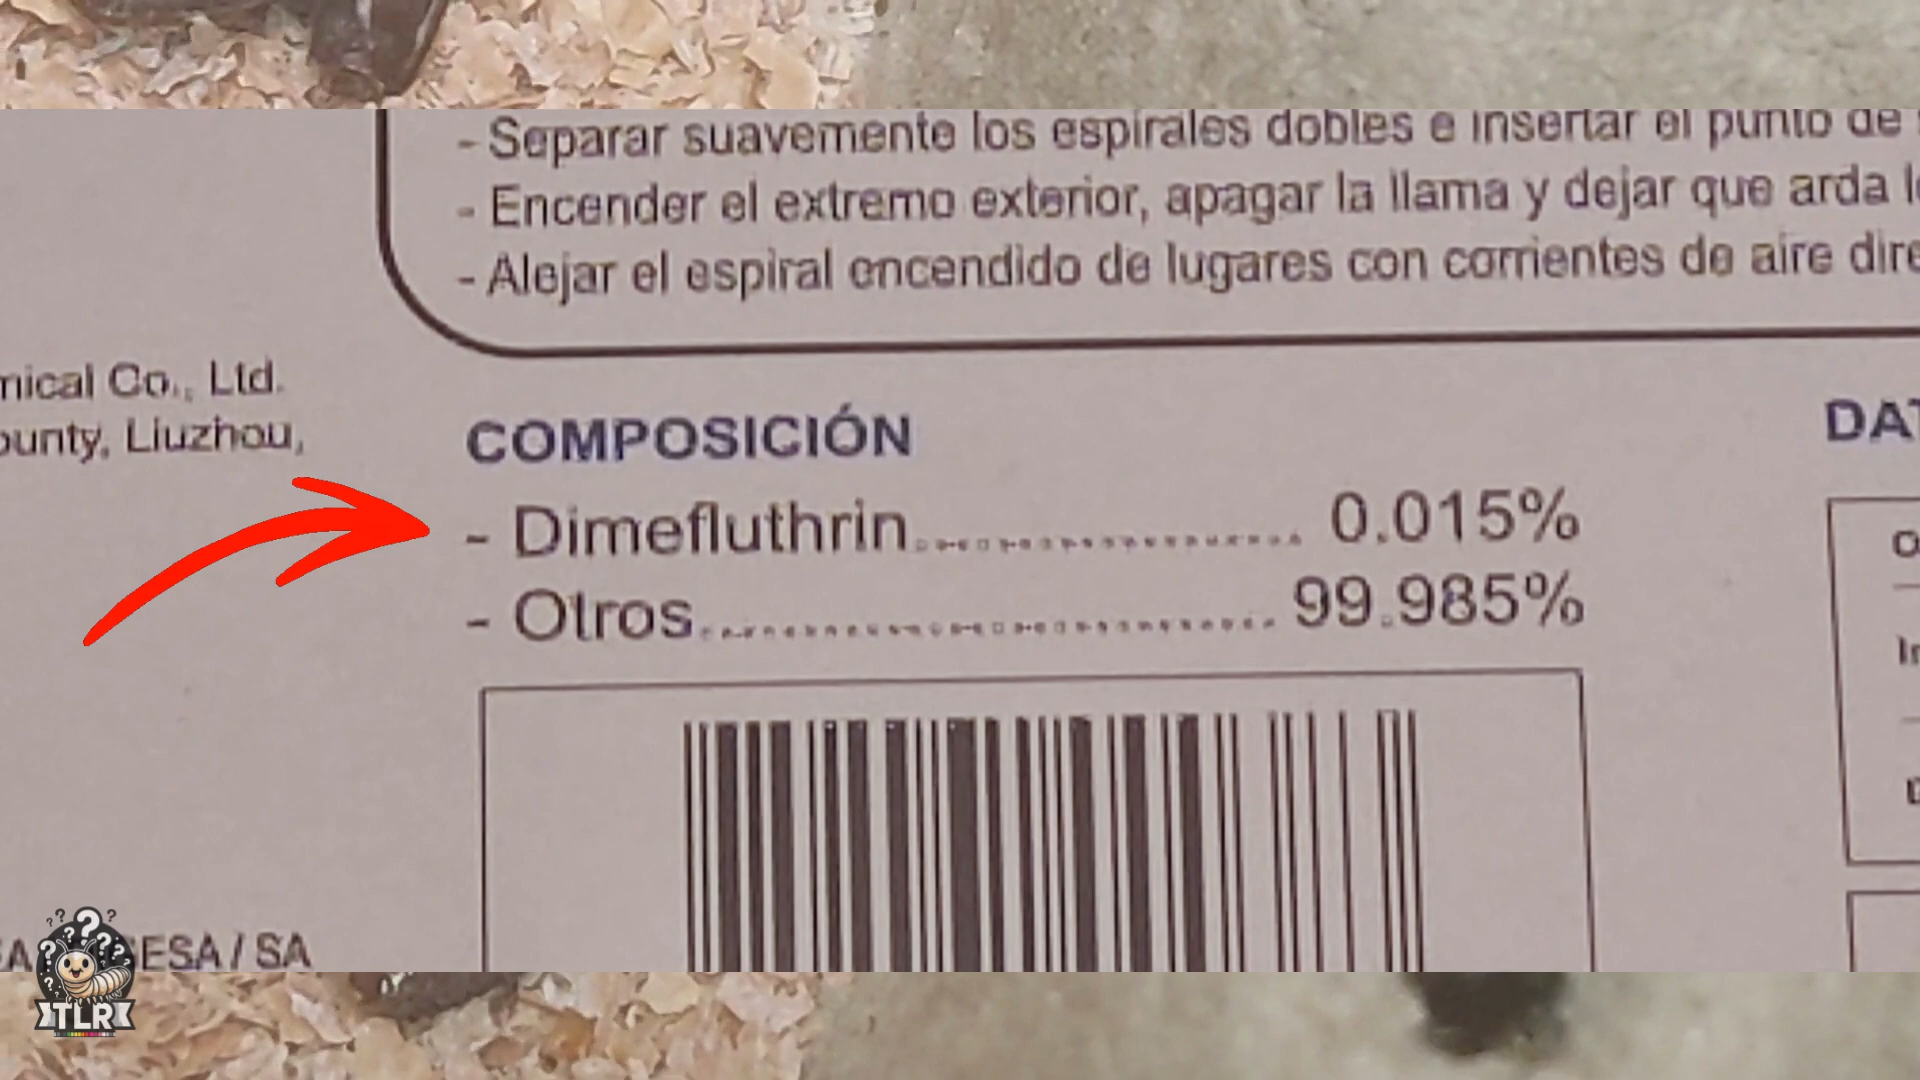 - Separar suavemente los espirales dobles e insertar el punto de
- Encender el extremo exterior, apagar la llama y dejar que arda
- Alejar el espiral encendido de lugares con corrientes de aire
mical Co., Ltd.
ounty, Liuzhou,
COMPOSICIÓN
- Dimefluthrin 0.015%
- Otros 99.985%
ESA / SA
TLR